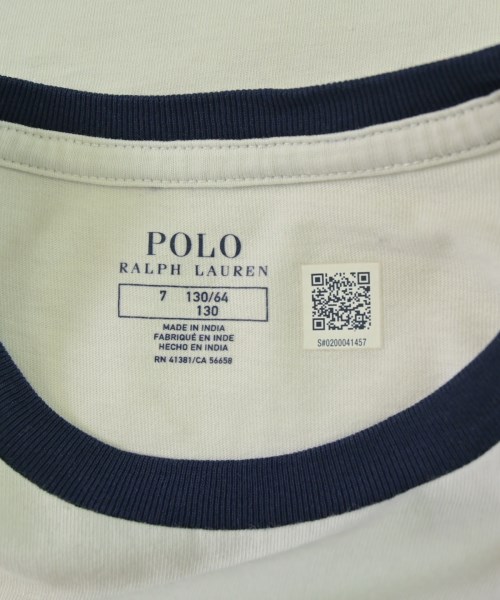 POLO
RALPH LAUREN
7 130/64
130
MADE IN INDIA
FABRIQUÉ EN INDE
HECHO EN INDIA
RN 41381/CA 56658
S#0200041457